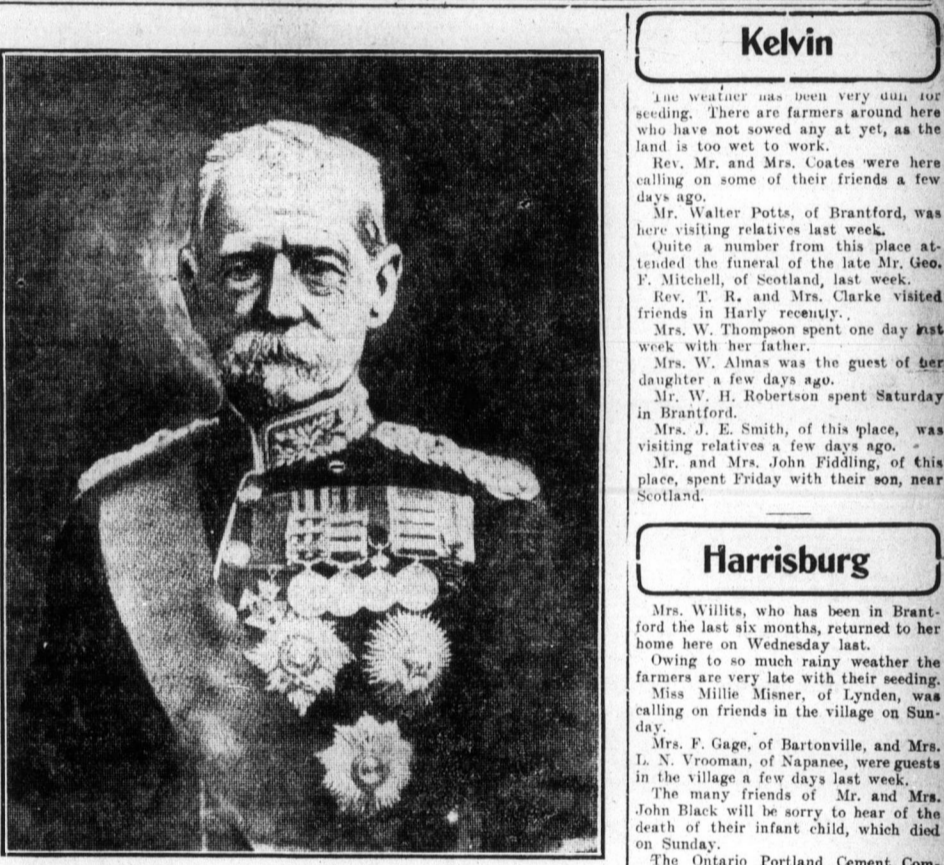 Kelvin
The weather has been very dull for
seeding. There are farmers around here
who have not sowed any at yet, as the
land is too wet to work.
Rev. Mr. and Mrs. Coates were here
calling on some of their friends a few
days ago.
Mr. Walter Potts, of Brantford, was
here visiting relatives last week.
Quite a number from this place at-
tended the funeral of the late Mr. Geo.
F. Mitchell, of Scotland, last week.
Rev. T. R. and Mrs. Clarke visited
friends in Harly recently.
Mrs. W. Thompson spent one day last
week with her father.
Mrs. W. Almas was the guest of her
daughter a few days ago.
Mr. W. H. Robertson spent Saturday
in Brantford.
Mrs. J. E. Smith, of this place, was
visiting relatives a few days ago.
Mr. and Mrs. John Fiddling, of this
place, spent Friday with their son, near
Scotland.
Harrisburg
Mrs. Willits, who has been in Brant-
ford the last six months, returned to her
home here on Wednesday last.
Owing to so much rainy weather the
farmers are very late with their seeding.
Miss Millie Misner, of Lynden, was
calling on friends in the village on Sun-
day.
Mrs. F. Gage, of Bartonville, and Mrs.
L. N. Vrooman, of Napanee, were guests
in the village a few days last week.
The many friends of Mr. and Mrs.
John Black will be sorry to hear of the
death of their infant child, which died
on Sunday.
The Ontario Portland Cement Com-